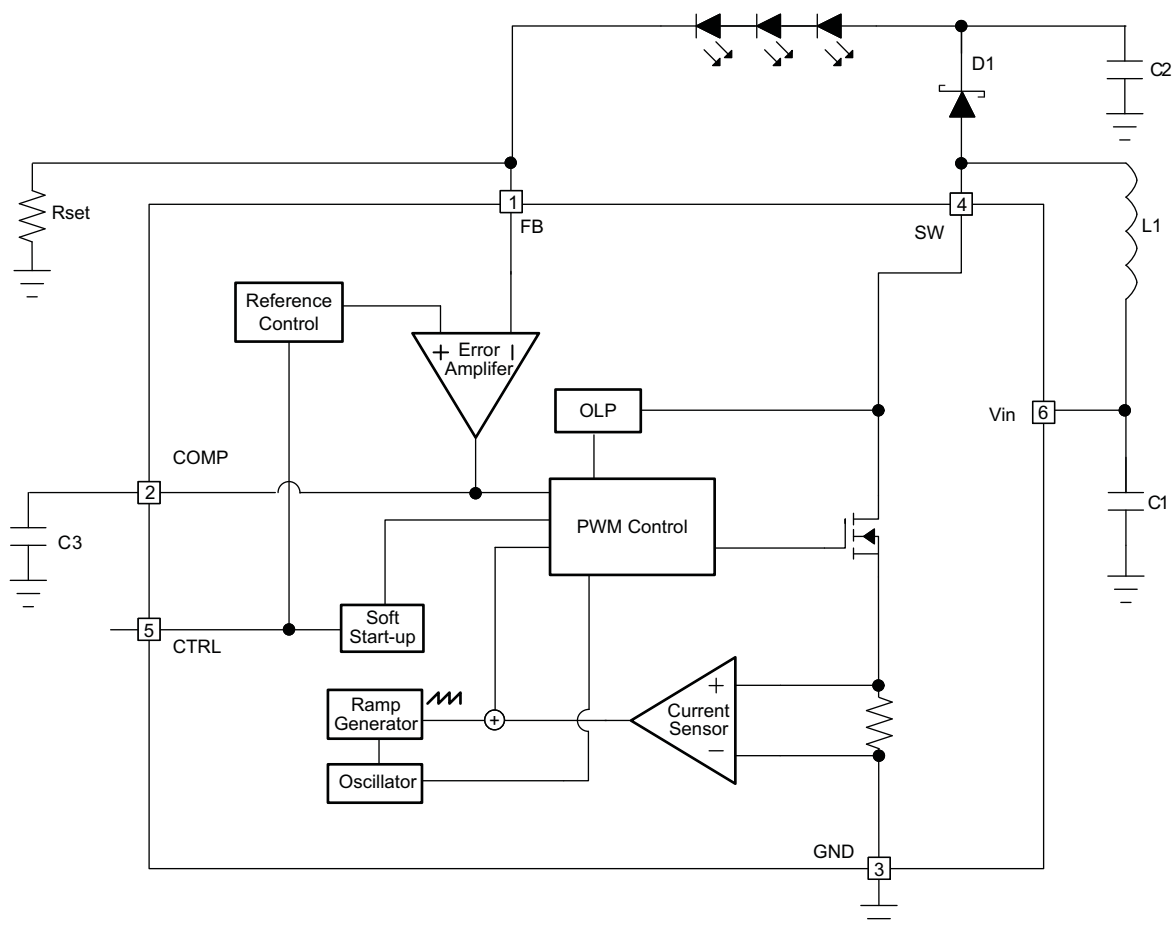 D1
C2
Rset
1
FB
4
SW
L1
Reference
Control
+
Error
Amplifer
OLP
Vin
6
COMP
2
C3
PWM Control
C1
5
CTRL
Soft
Start-up
Ramp
Generator
+
+
Current
Sensor
−
Oscillator
GND
3